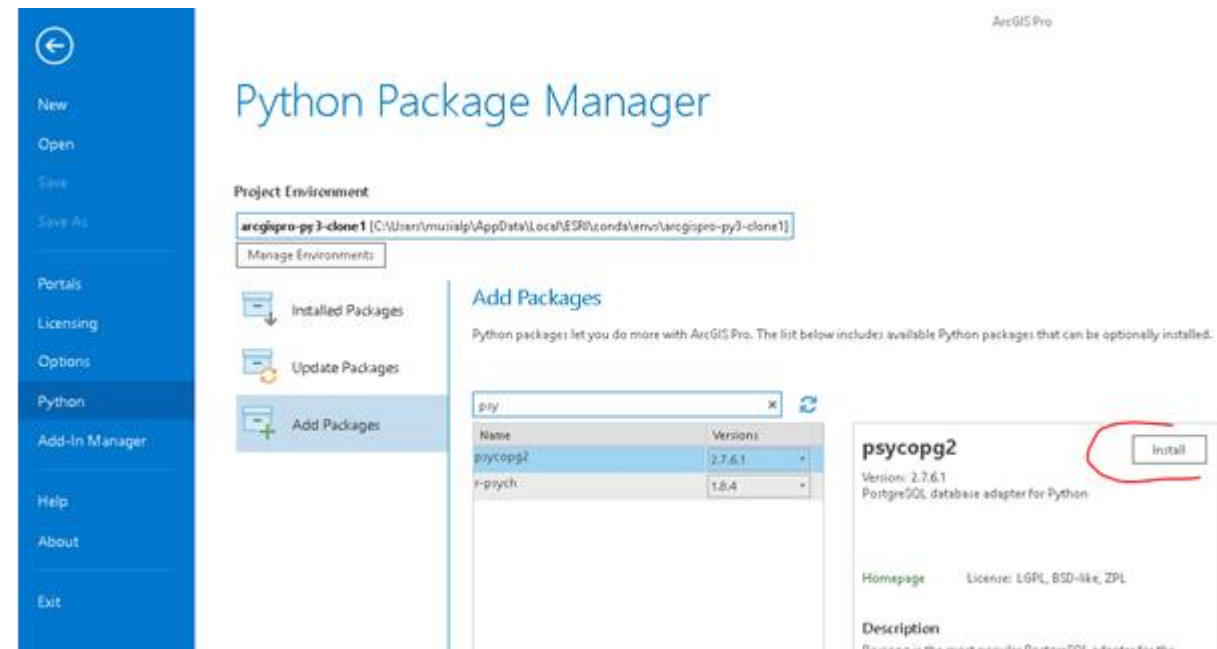 ArcGIS Pro
New
Open
Save
Save As
Portals
Licensing
Options
Python
Add-In Manager
Help
About
Exit
Python Package Manager
Project Environment
arcgispro-py3-clone1 [C:\Users\musialp\AppData\Local\ESRI\conda\envs\arcgispro-py3-clone1]
Manage Environments
Installed Packages
Update Packages
Add Packages
Add Packages
Python packages let you do more with ArcGIS Pro. The list below includes available Python packages that can be optionally installed.
psy
Name Versions
psycopg2 2.7.6.1
r-psych 1.8.4
psycopg2
Install
Version: 2.7.6.1
PostgreSQL database adapter for Python
Homepage License: LGPL, BSD-like, ZPL
Description